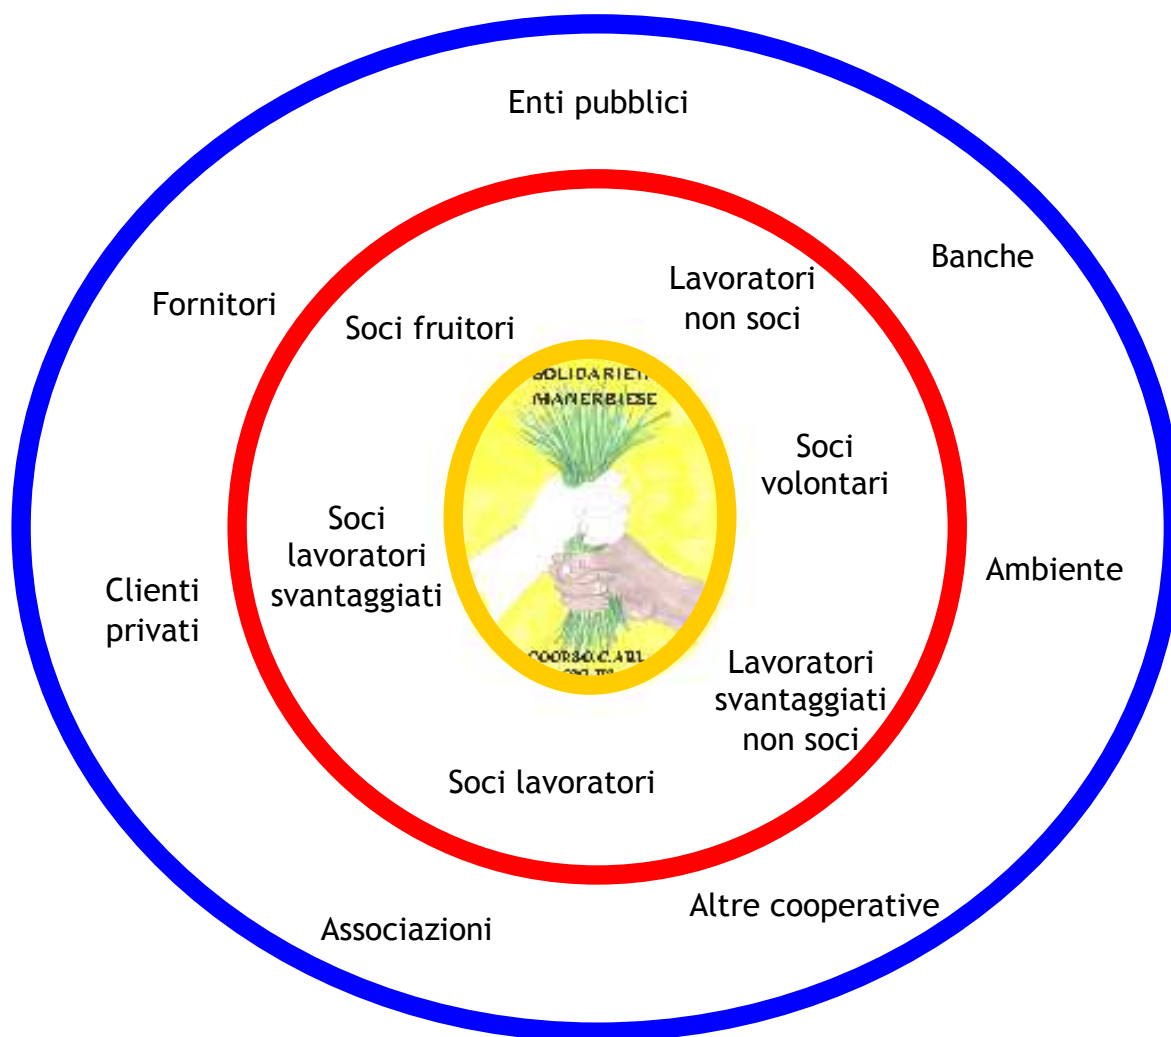 Enti pubblici
Banche
Fornitori
Lavoratori
non soci
Soci fruitori
MANERBIESE
Soci
volontari
Soci
lavoratori
svantaggiati
Ambiente
Clienti
privati
Lavoratori
svantaggiati
non soci
Soci lavoratori
Altre cooperative
Associazioni